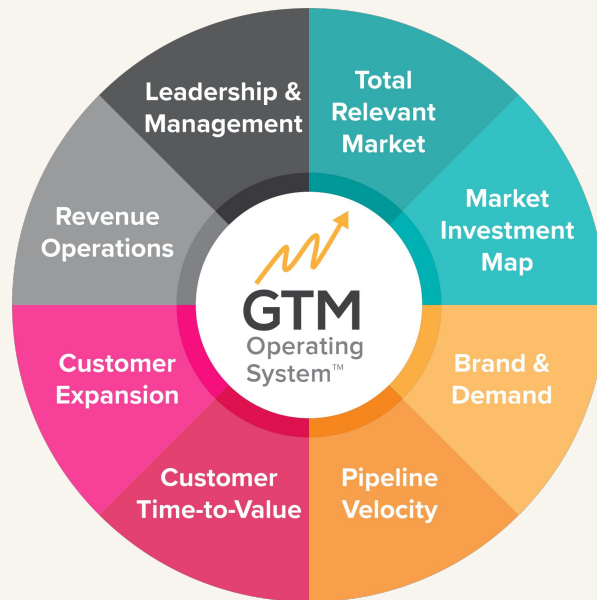 Leadership &
Management
Total
Relevant
Market
Market
Investment
Map
Brand &
Demand
Pipeline
Velocity
Customer
Time-to-Value
Customer
Expansion
Revenue
Operations
GTM
Operating
System™